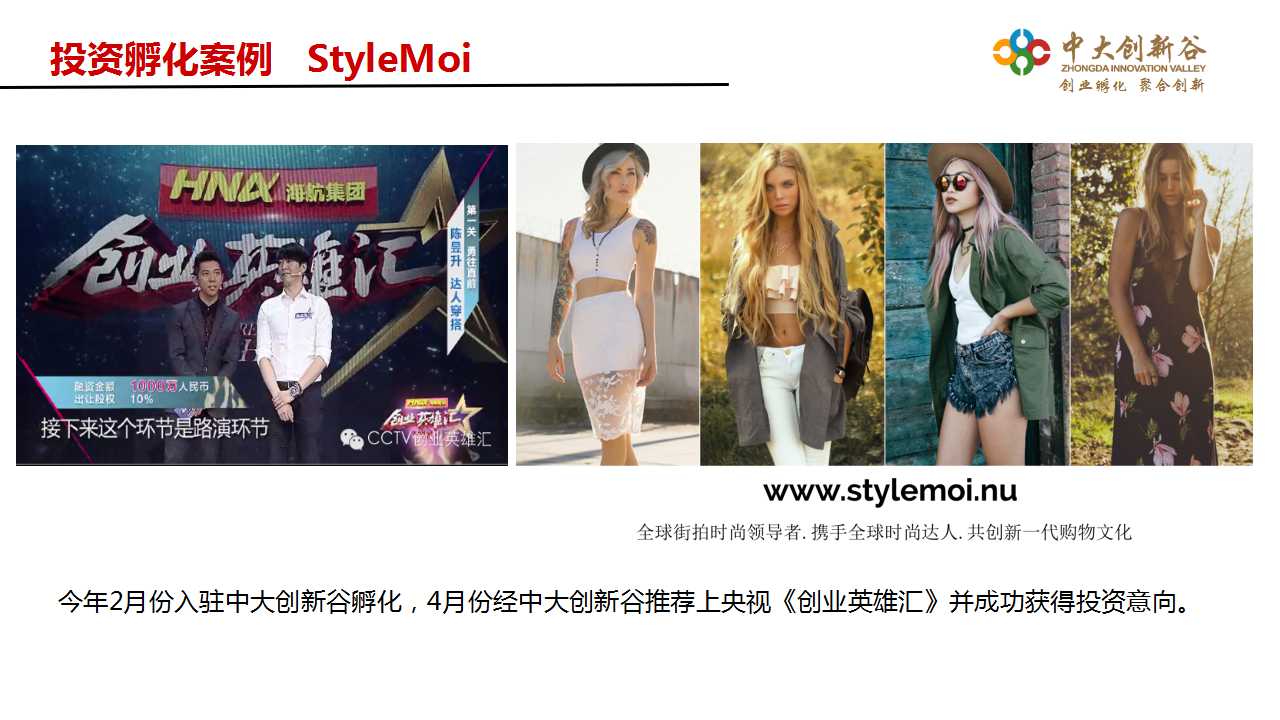 投资孵化案例 StyleMoi
中大创新谷
ZHONGDA INNOVATION VALLEY
创业孵化 聚合创新
HNA 海航集团
创业英雄汇
第一关 勇往直前
陈昱升 达人穿搭
融资金额 1000万人民币
出让股权 10%
接下来这个环节是路演环节
创业英雄汇
CCTV创业英雄汇
www.stylemoi.nu
全球街拍时尚领导者. 携手全球时尚达人. 共创新一代购物文化
今年2月份入驻中大创新谷孵化，4月份经中大创新谷推荐上央视《创业英雄汇》并成功获得投资意向。